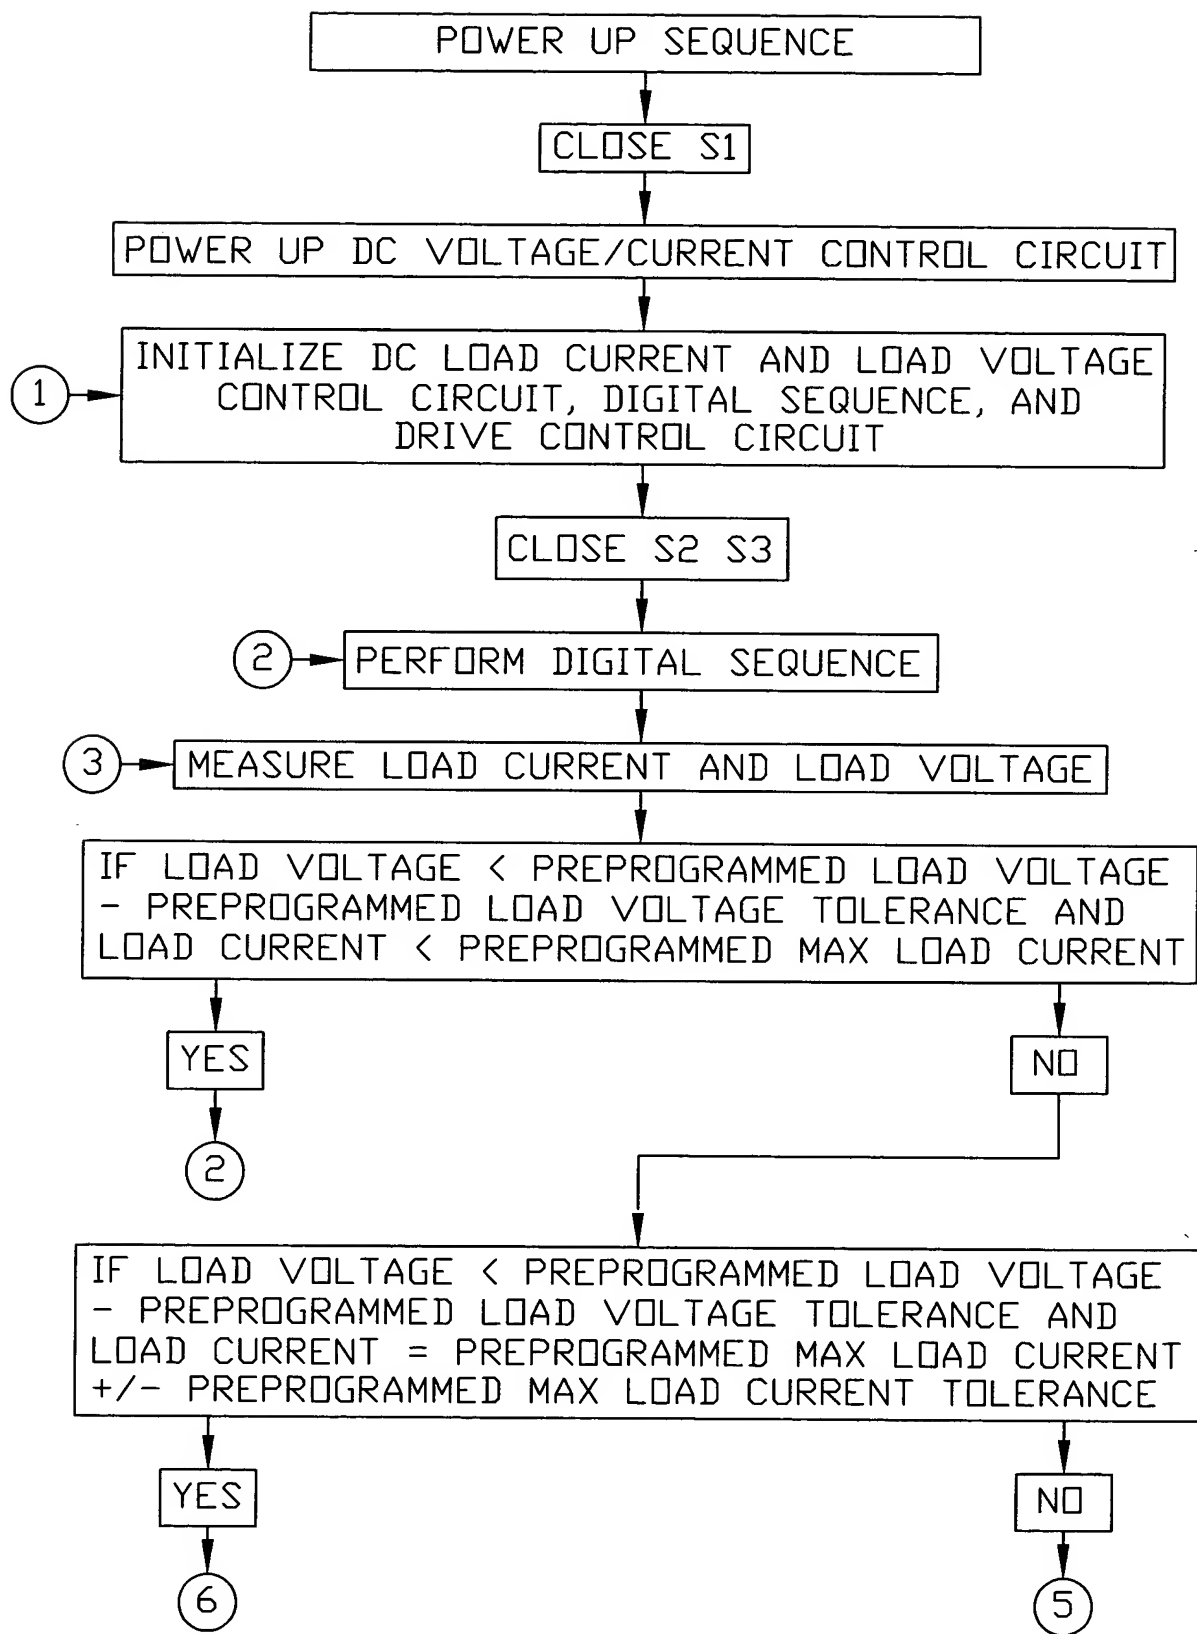 POWER UP SEQUENCE
CLOSE S1
POWER UP DC VOLTAGE/CURRENT CONTROL CIRCUIT
1
INITIALIZE DC LOAD CURRENT AND LOAD VOLTAGE
CONTROL CIRCUIT, DIGITAL SEQUENCE, AND
DRIVE CONTROL CIRCUIT
CLOSE S2 S3
2
PERFORM DIGITAL SEQUENCE
3
MEASURE LOAD CURRENT AND LOAD VOLTAGE
IF LOAD VOLTAGE < PREPROGRAMMED LOAD VOLTAGE
- PREPROGRAMMED LOAD VOLTAGE TOLERANCE AND
LOAD CURRENT < PREPROGRAMMED MAX LOAD CURRENT
YES
NO
2
IF LOAD VOLTAGE < PREPROGRAMMED LOAD VOLTAGE
- PREPROGRAMMED LOAD VOLTAGE TOLERANCE AND
LOAD CURRENT = PREPROGRAMMED MAX LOAD CURRENT
+/- PREPROGRAMMED MAX LOAD CURRENT TOLERANCE
YES
NO
6
5